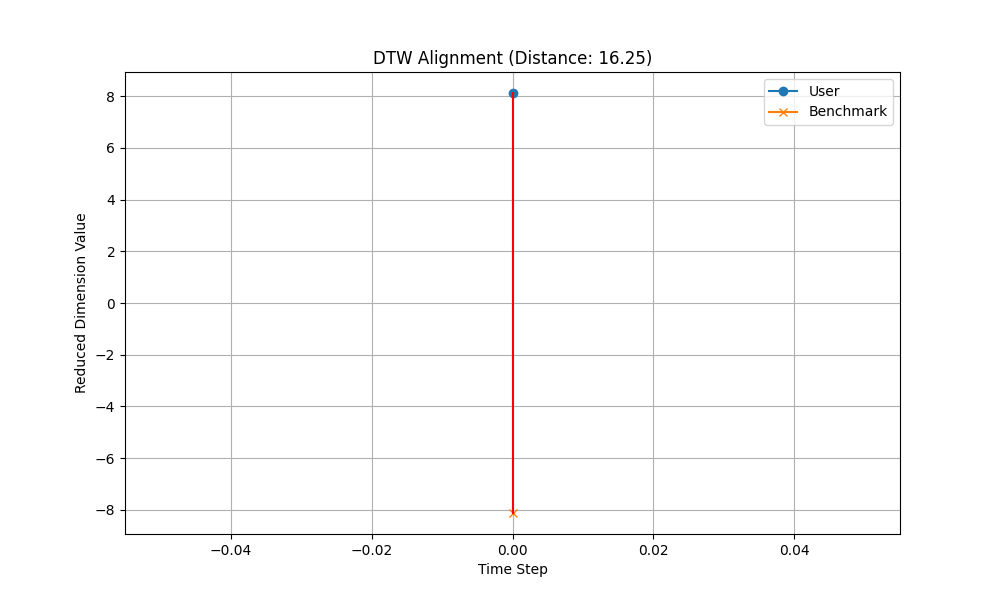 DTW Alignment (Distance: 16.25)
User
Benchmark
Reduced Dimension Value
8
6
4
2
0
−2
−4
−6
−8
−0.04
−0.02
0.00
0.02
0.04
Time Step